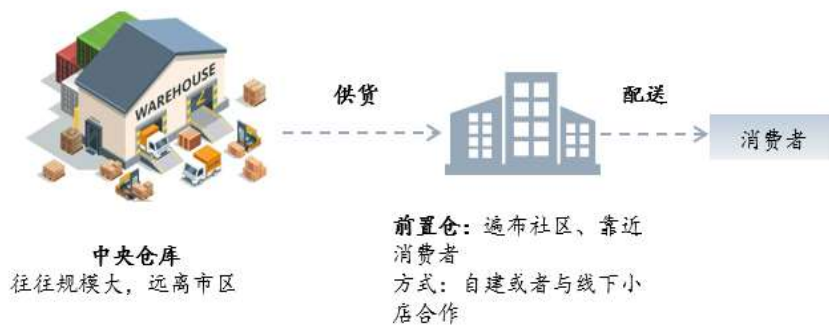 WAREHOUSE
供货
配送
消费者
中央仓库
往往规模大，远离市区
前置仓：遍布社区、靠近
消费者
方式：自建或者与线下小
店合作